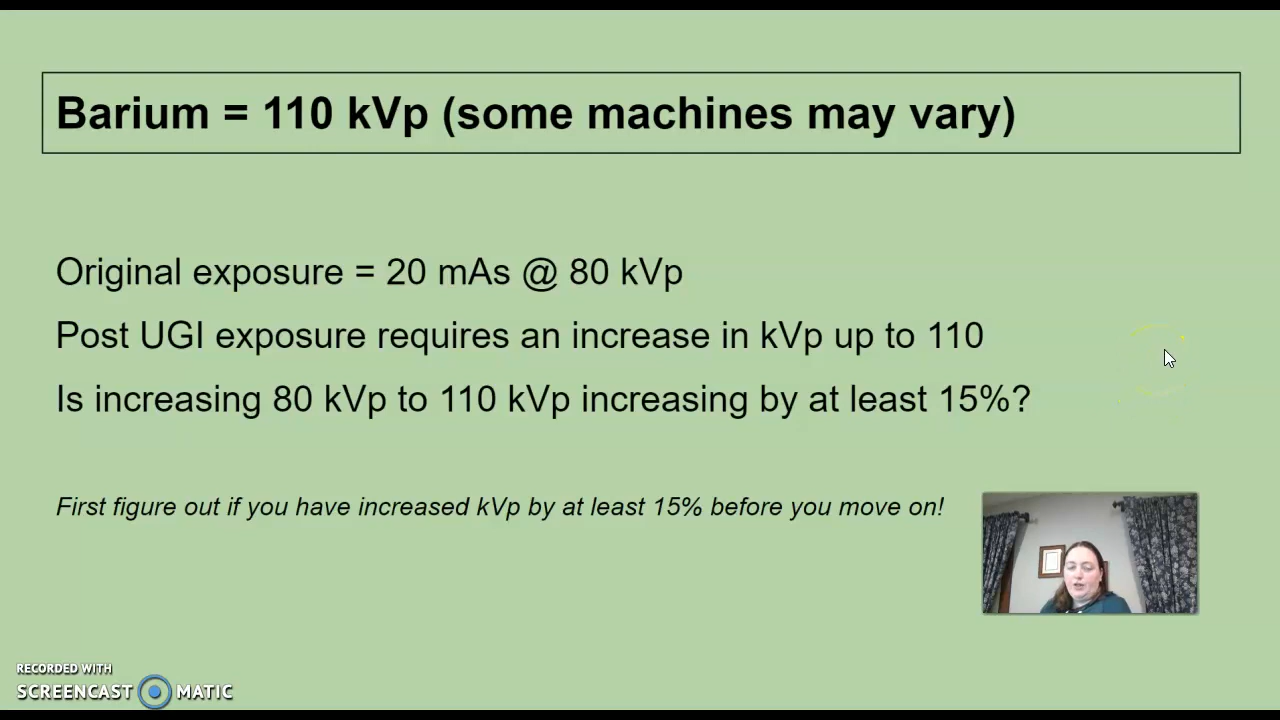 Barium = 110 kVp (some machines may vary)
Original exposure = 20 mAs @ 80 kVp
Post UGI exposure requires an increase in kVp up to 110
Is increasing 80 kVp to 110 kVp increasing by at least 15%?
First figure out if you have increased kVp by at least 15% before you move on!
RECORDED WITH
SCREENCAST MATIC